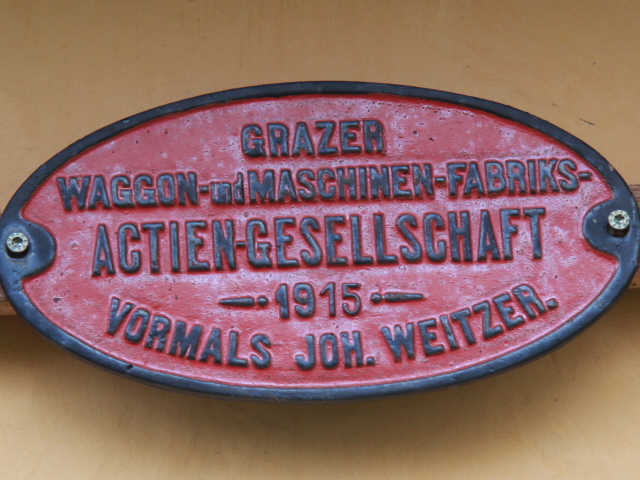 GRAZER
WAGGON-und MASCHINEN-FABRIKS-
ACTIEN-GESELLSCHAFT
1915
VORMALS JOH. WEITZER.